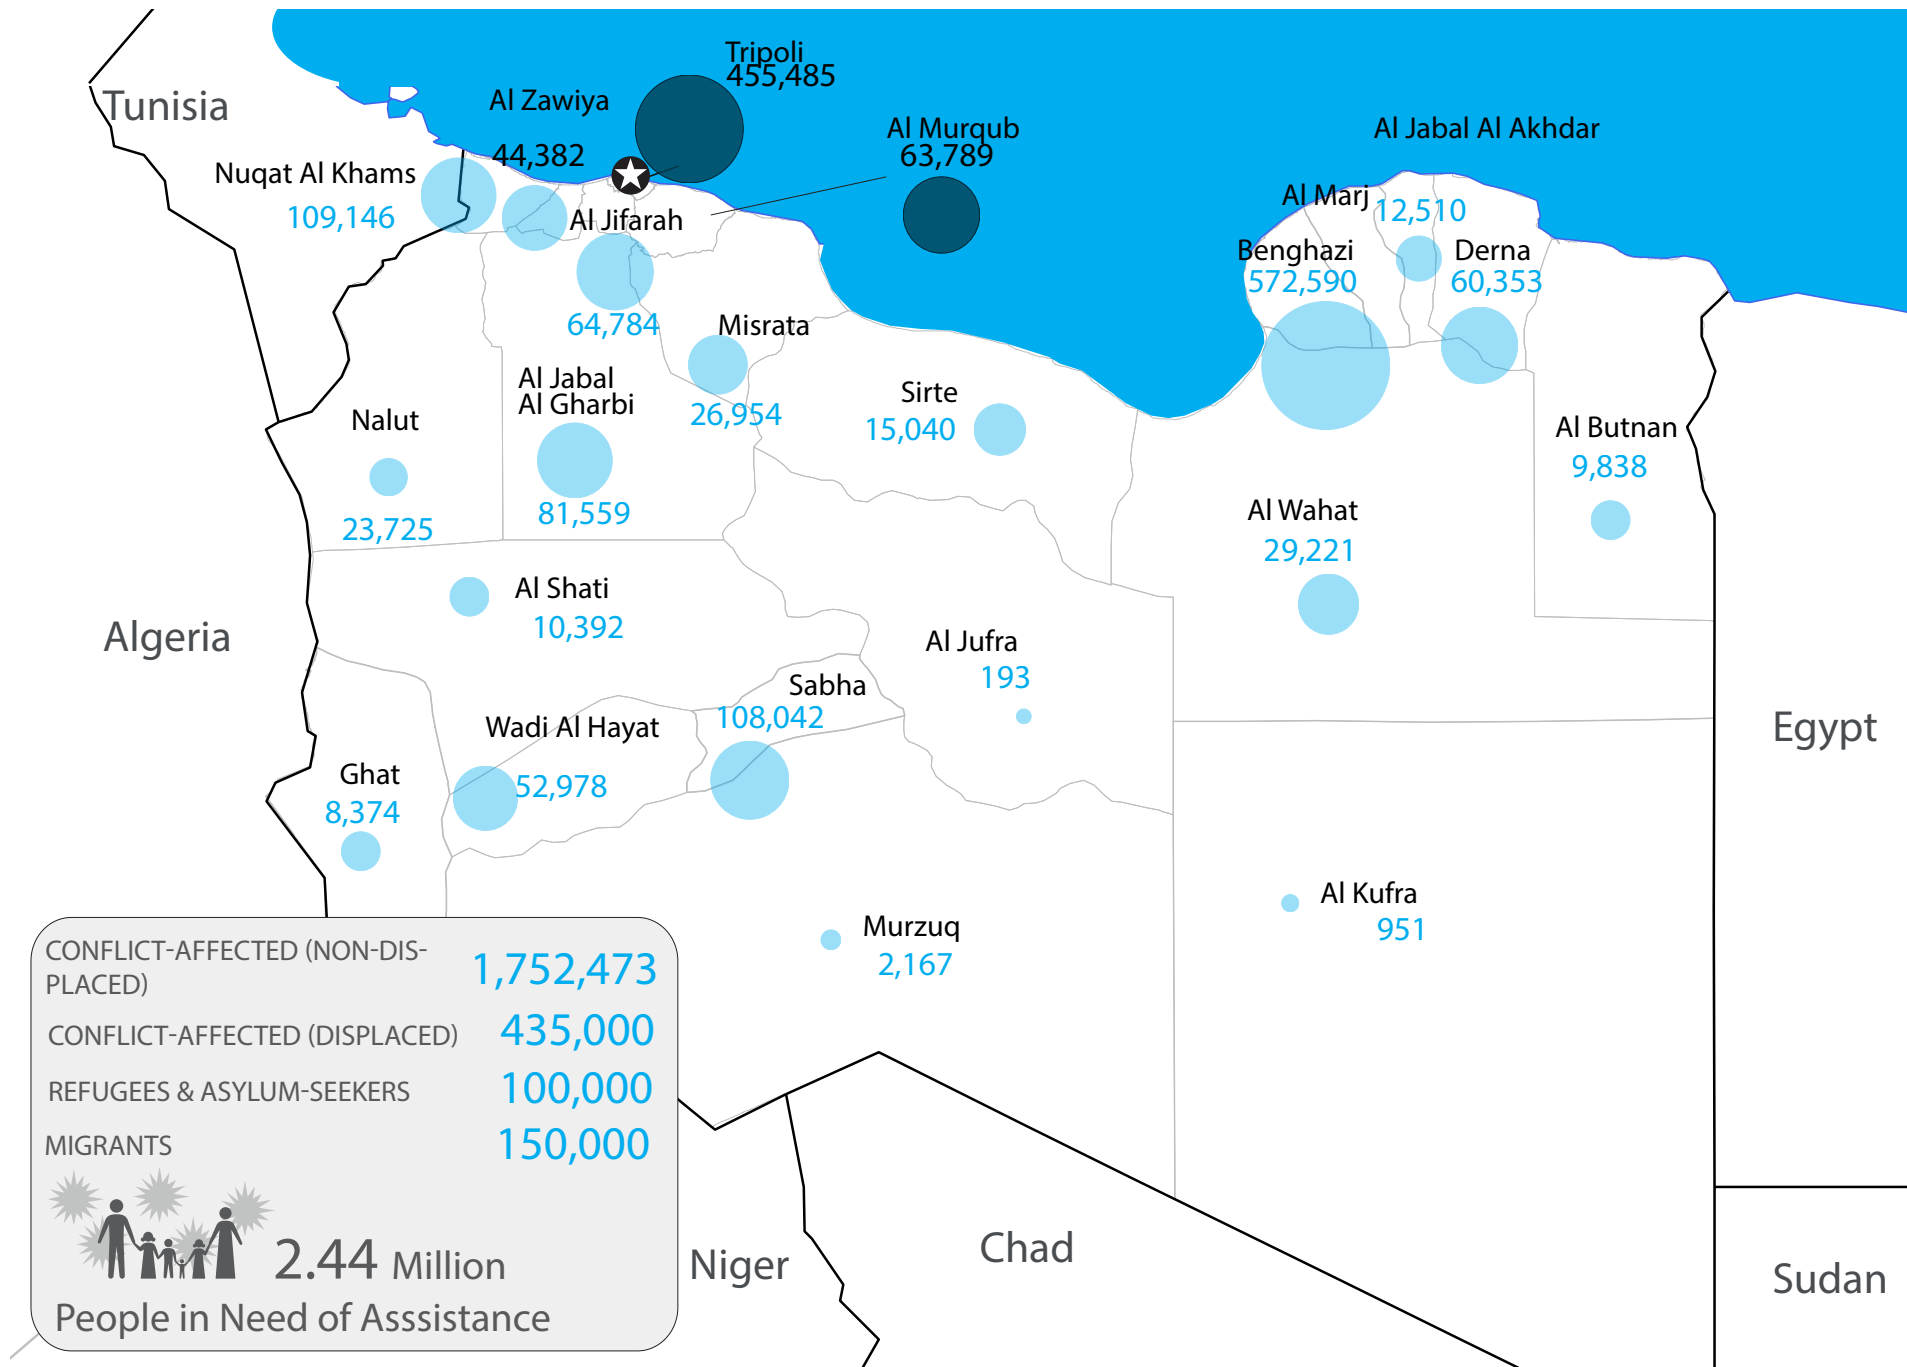 Tripoli
455,485
Tunisia
Al Zawiya
44,382
Al Murqub
63,789
Al Jabal Al Akhdar
Nuqat Al Khams
109,146
Al Jifarah
64,784
Al Marj
12,510
Benghazi
572,590
Derna
60,353
Misrata
26,954
Al Jabal
Al Gharbi
81,559
Sirte
15,040
Nalut
23,725
Al Butnan
9,838
Al Wahat
29,221
Algeria
Al Shati
10,392
Al Jufra
193
Sabha
108,042
Wadi Al Hayat
52,978
Egypt
Ghat
8,374
Al Kufra
951
Murzuq
2,167
CONFLICT-AFFECTED (NON-DIS-
PLACED)
1,752,473
CONFLICT-AFFECTED (DISPLACED)
435,000
REFUGEES & ASYLUM-SEEKERS
100,000
MIGRANTS
150,000
2.44 Million
People in Need of Asssistance
Niger
Chad
Sudan